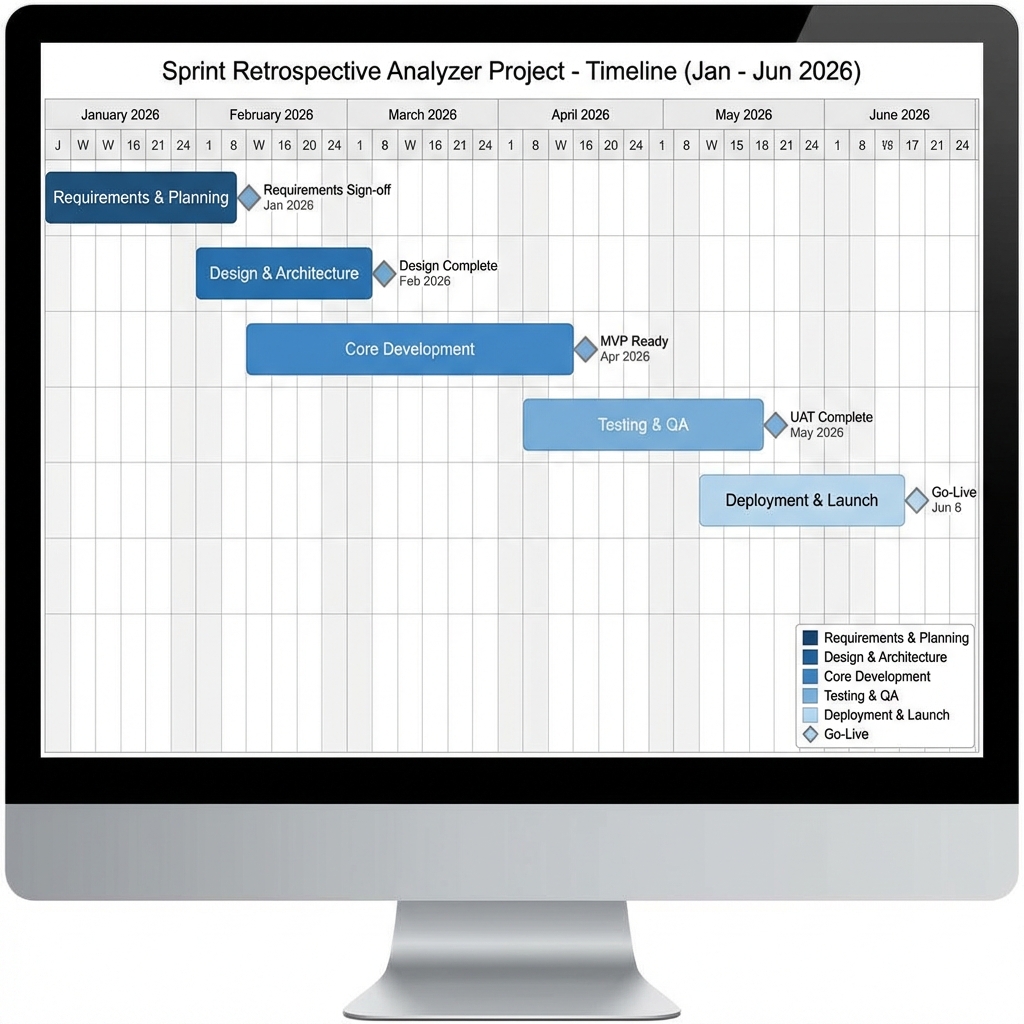 Sprint Retrospective Analyzer Project - Timeline (Jan - Jun 2026)
January 2026 February 2026 March 2026 April 2026 May 2026 June 2026
J W W 16 21 24 1 8 W 16 20 24 1 8 W 16 21 24 1 8 W 16 20 24 1 8 W 15 18 21 24 1 8 17 21 24
Requirements & Planning
Requirements Sign-off
Jan 2026
Design & Architecture
Design Complete
Feb 2026
Core Development
MVP Ready
Apr 2026
Testing & QA
UAT Complete
May 2026
Deployment & Launch
Go-Live
Jun 6
Requirements & Planning
Design & Architecture
Core Development
Testing & QA
Deployment & Launch
Go-Live